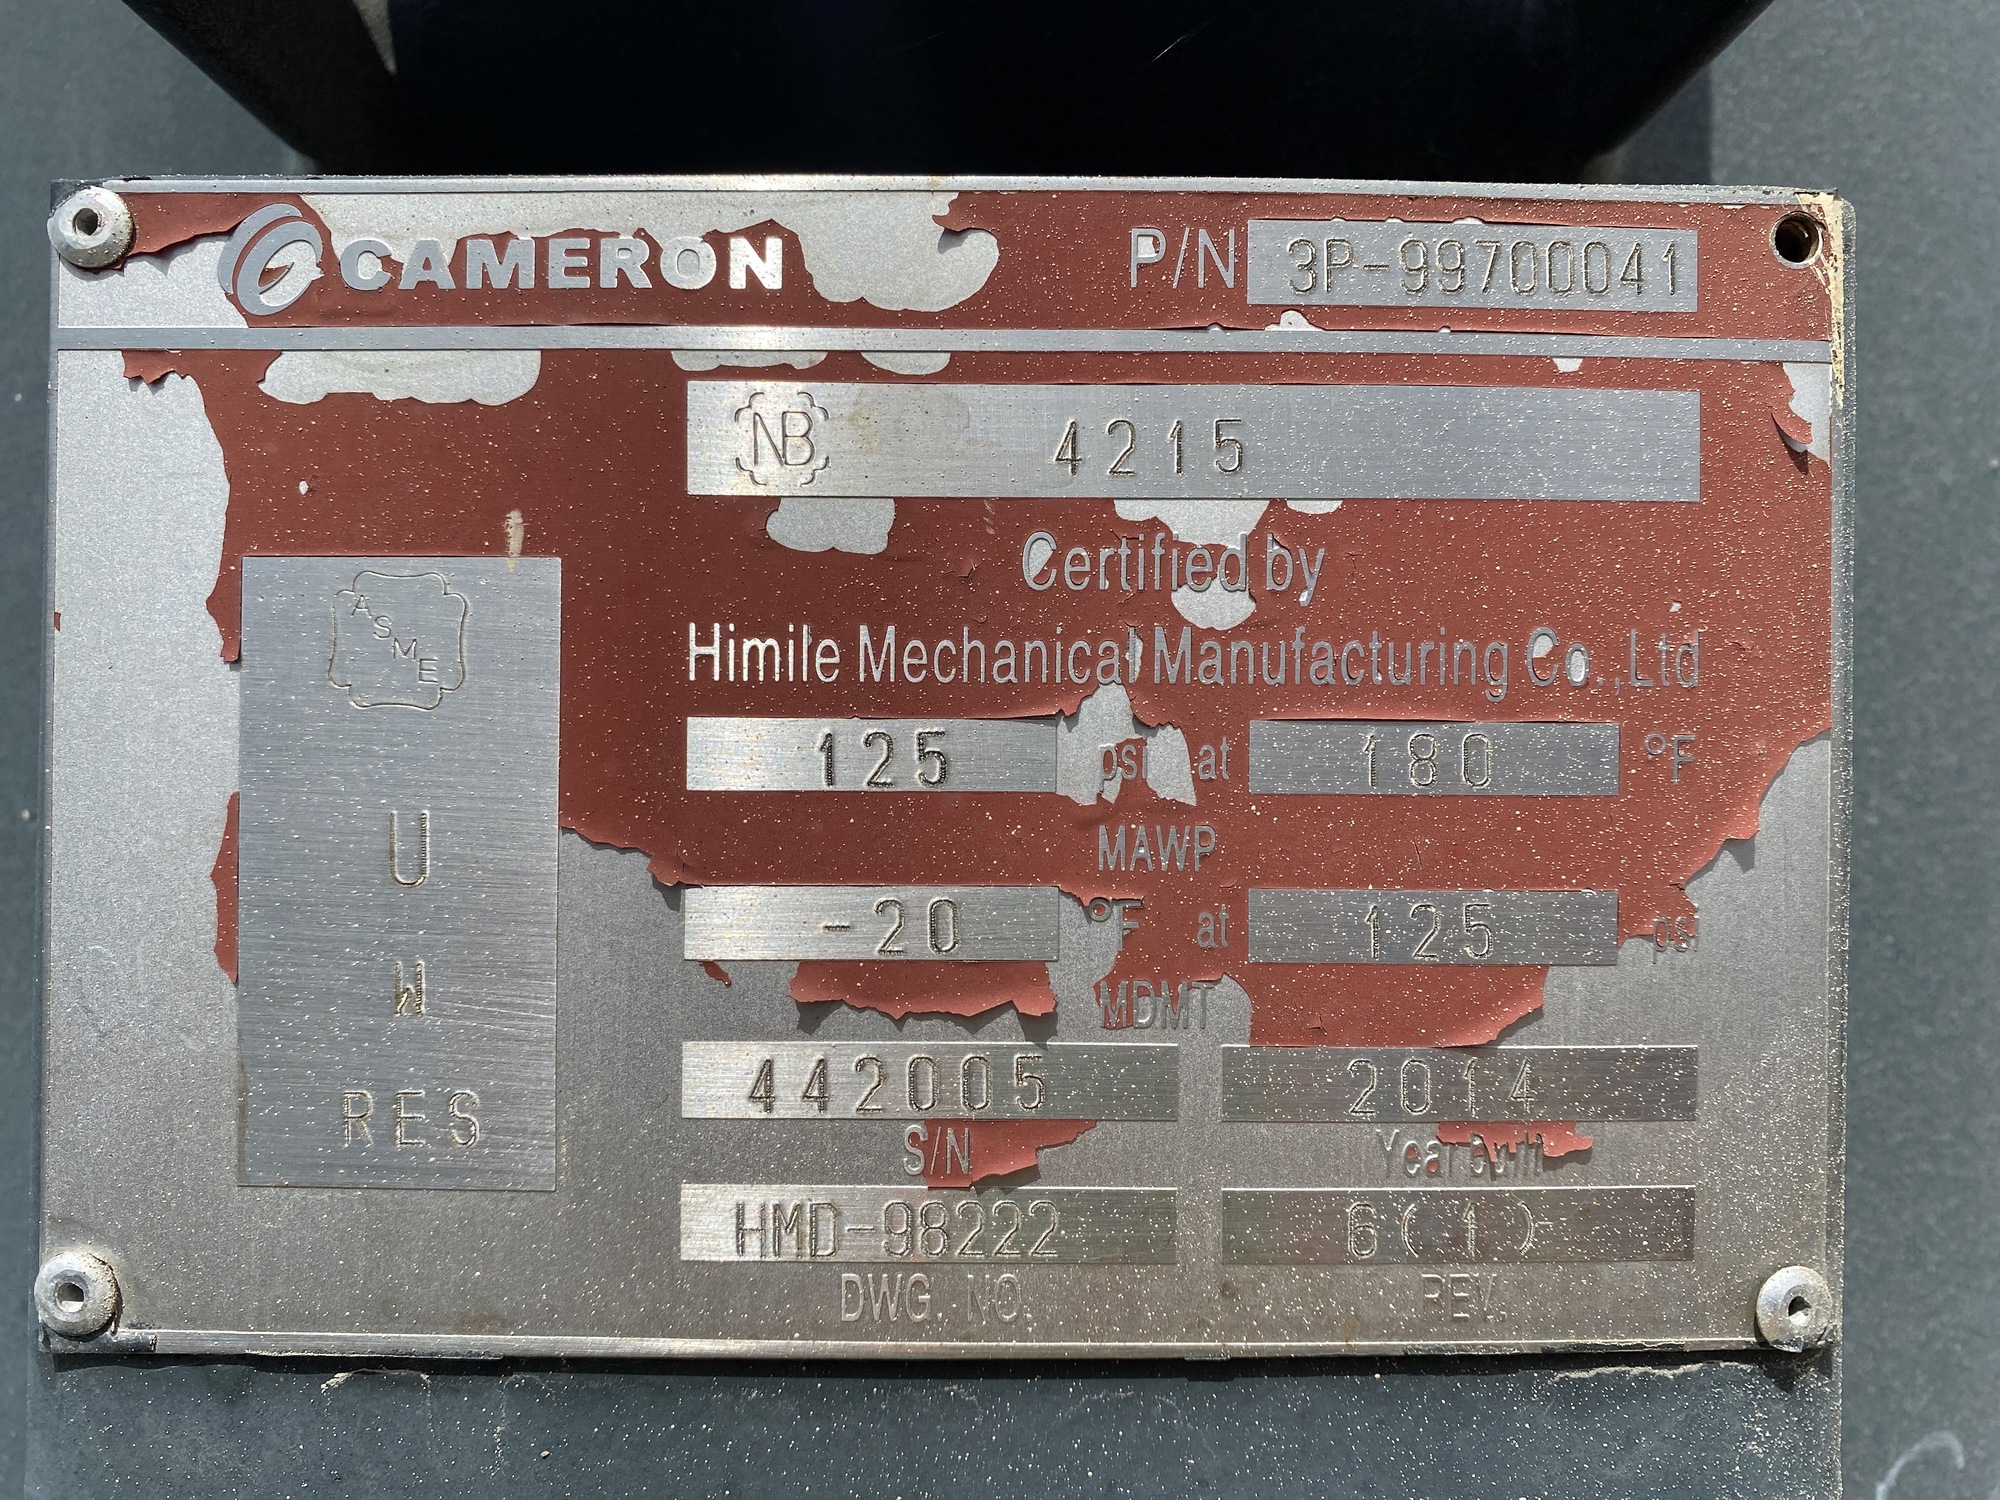 CAMERON P/N 3P-99700041
NB 4215
Certified by
ASME
Himile Mechanical Manufacturing Co.,Ltd
125 psi at 180 °F
MAWP
U
-20 °F at 125 psi
W
MDMT
442005 2014
RES
S/N Year Built
HMD-98222 6(1)
DWG. NO. REV.